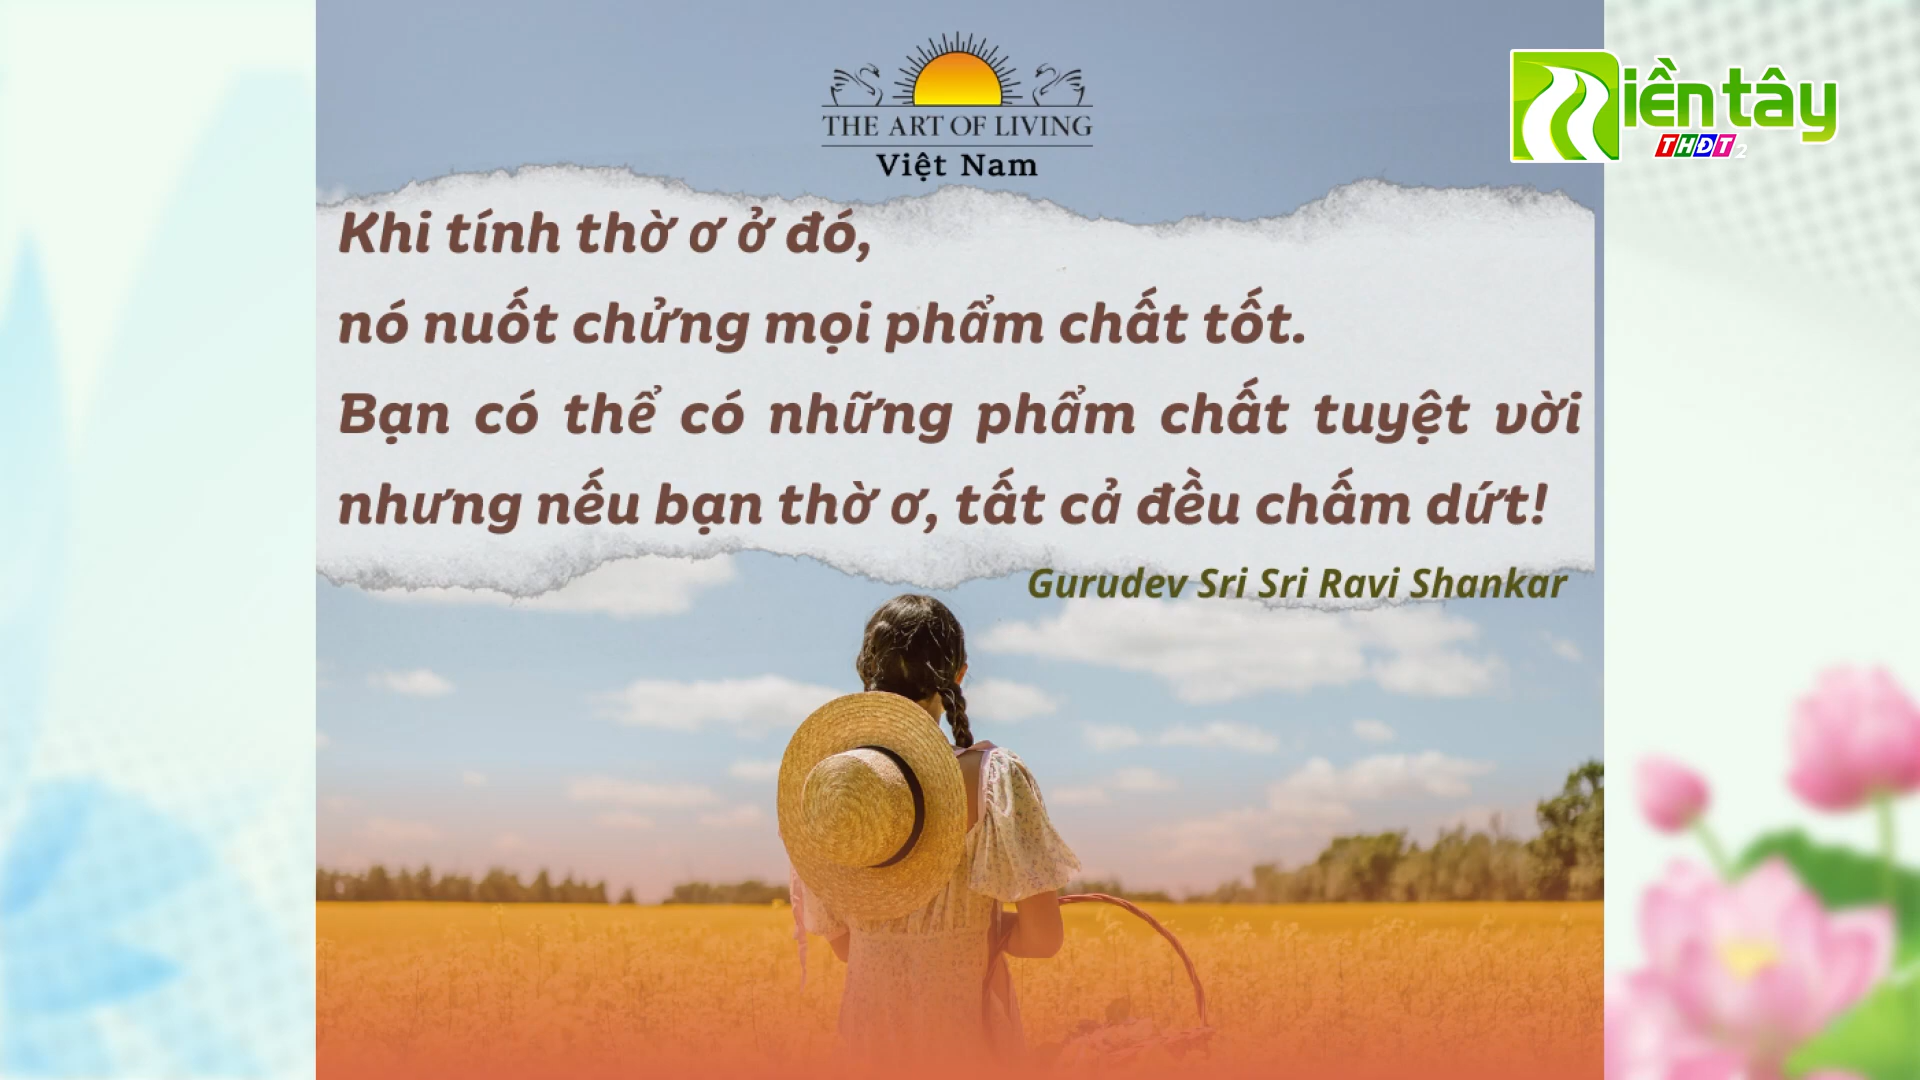 THE ART OF LIVING
Việt Nam
iền tây
THĐT2
Khi tính thờ ơ ở đó,
nó nuốt chửng mọi phẩm chất tốt.
Bạn có thể có những phẩm chất tuyệt vời
nhưng nếu bạn thờ ơ, tất cả đều chấm dứt!
Gurudev Sri Sri Ravi Shankar